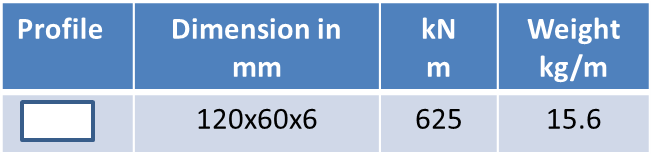 Profile Dimension in kN Weight
mm m kg/m
120x60x6 625 15.6